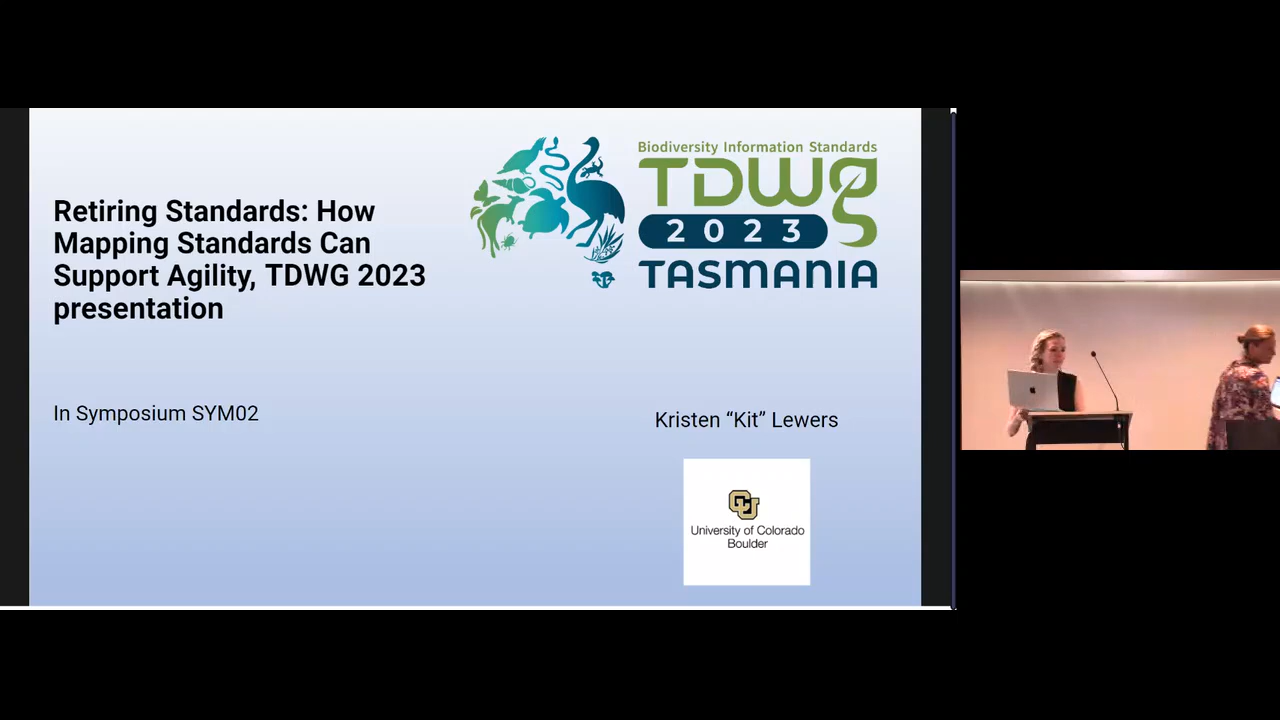 Retiring Standards: How
Mapping Standards Can
Support Agility, TDWG 2023
presentation
Biodiversity Information Standards
TDWG
2023
TASMANIA
In Symposium SYM02
Kristen “Kit” Lewers
CU
University of Colorado
Boulder